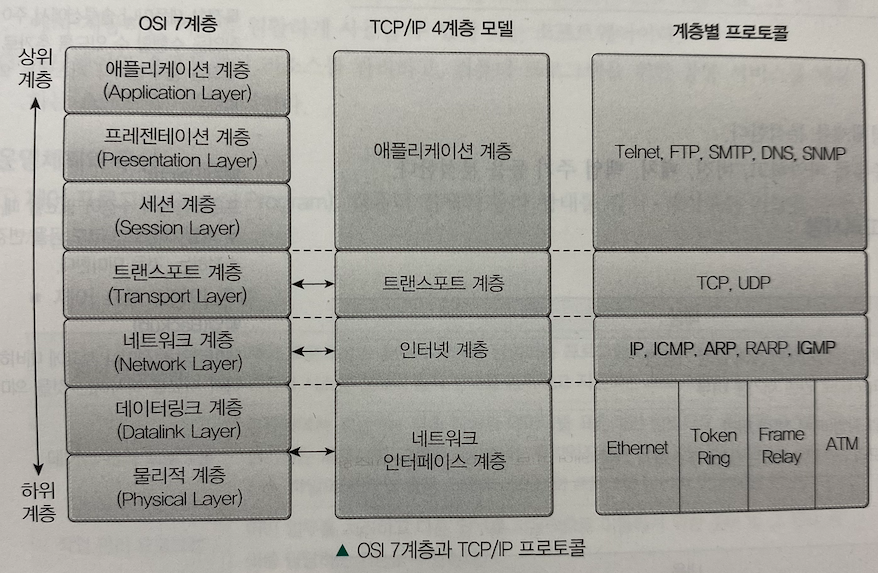 OSI 7계층
TCP/IP 4계층 모델
계층별 프로토콜
상위
계층
애플리케이션 계층
(Application Layer)
프레젠테이션 계층
(Presentation Layer)
세션 계층
(Session Layer)
트랜스포트 계층
(Transport Layer)
네트워크 계층
(Network Layer)
데이터링크 계층
(Datalink Layer)
물리적 계층
(Physical Layer)
하위
계층
애플리케이션 계층
트랜스포트 계층
인터넷 계층
네트워크
인터페이스 계층
Telnet, FTP, SMTP, DNS, SNMP
TCP, UDP
IP, ICMP, ARP, RARP, IGMP
Ethernet
Token
Ring
Frame
Relay
ATM
▲ OSI 7계층과 TCP/IP 프로토콜